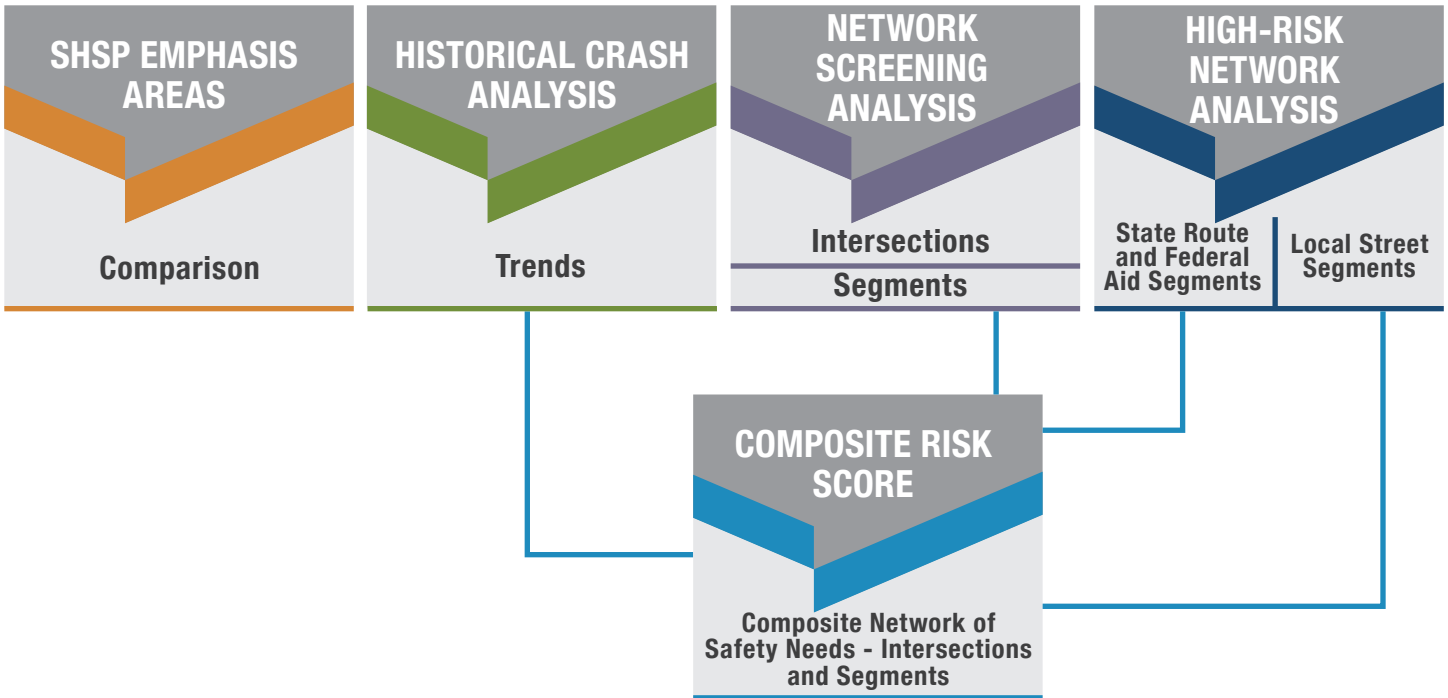 SHSP EMPHASIS
AREAS
Comparison
HISTORICAL CRASH
ANALYSIS
Trends
NETWORK
SCREENING
ANALYSIS
Intersections
Segments
HIGH-RISK
NETWORK
ANALYSIS
State Route
and Federal
Aid Segments
Local Street
Segments
COMPOSITE RISK
SCORE
Composite Network of
Safety Needs - Intersections
and Segments